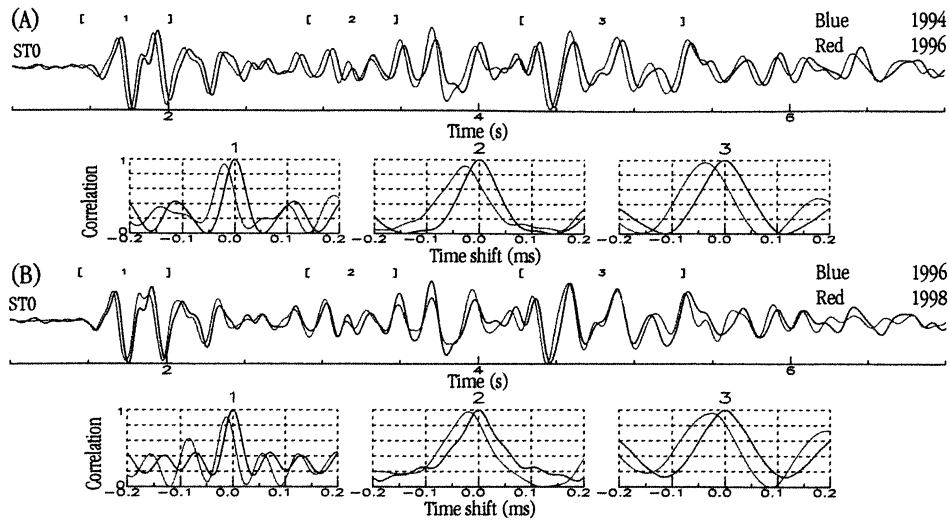 (A) [ 1 ] [ 2 ] [ 3 ] Blue 1994
ST0 Red 1996
2 4 6
Time (s)
1 2 3
1
Correlation
0
-0.2 -0.1 0.0 0.1 0.2 -0.2 -0.1 0.0 0.1 0.2 -0.2 -0.1 0.0 0.1 0.2
Time shift (ms)
(B) [ 1 ] [ 2 ] [ 3 ] Blue 1996
ST0 Red 1998
2 4 6
Time (s)
1 2 3
1
Correlation
0
-0.2 -0.1 0.0 0.1 0.2 -0.2 -0.1 0.0 0.1 0.2 -0.2 -0.1 0.0 0.1 0.2
Time shift (ms)